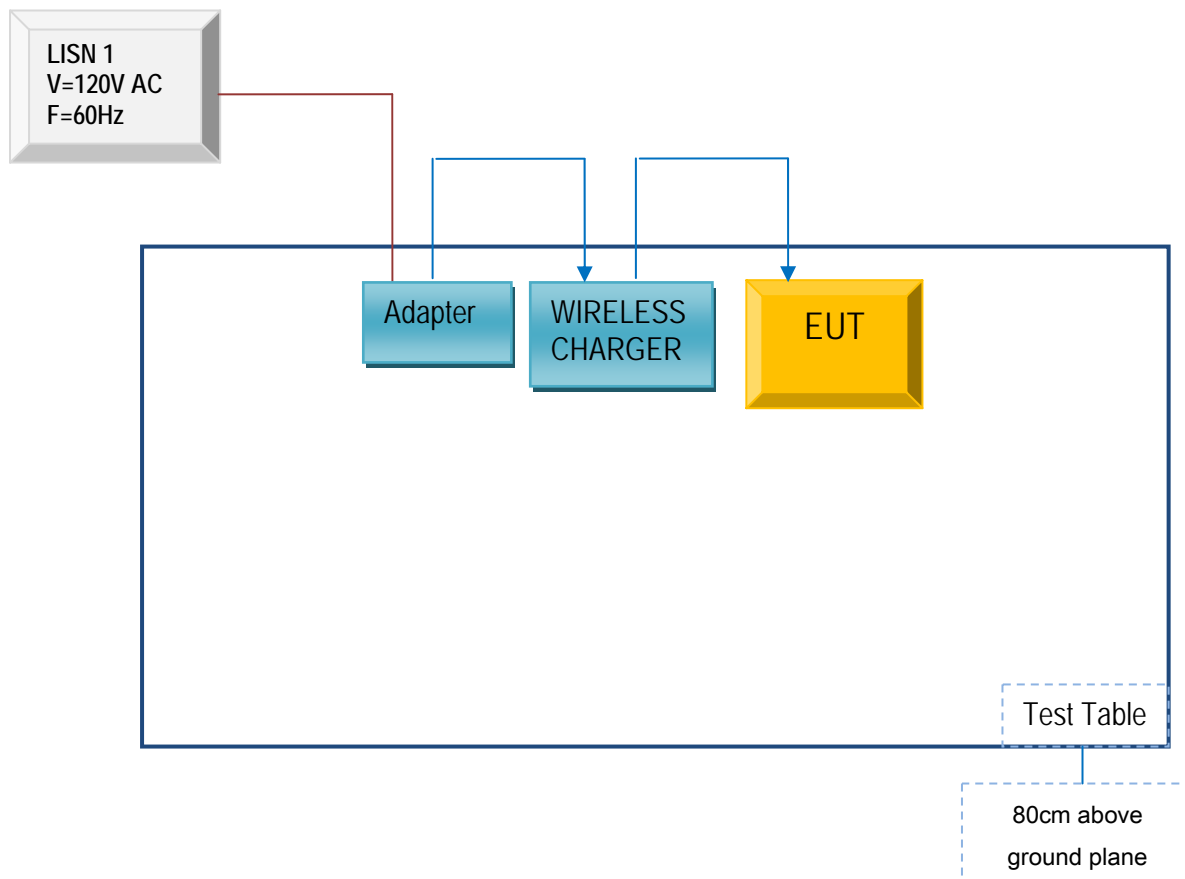 LISN 1
V=120V AC
F=60Hz
Adapter
WIRELESS
CHARGER
EUT
Test Table
80cm above
ground plane